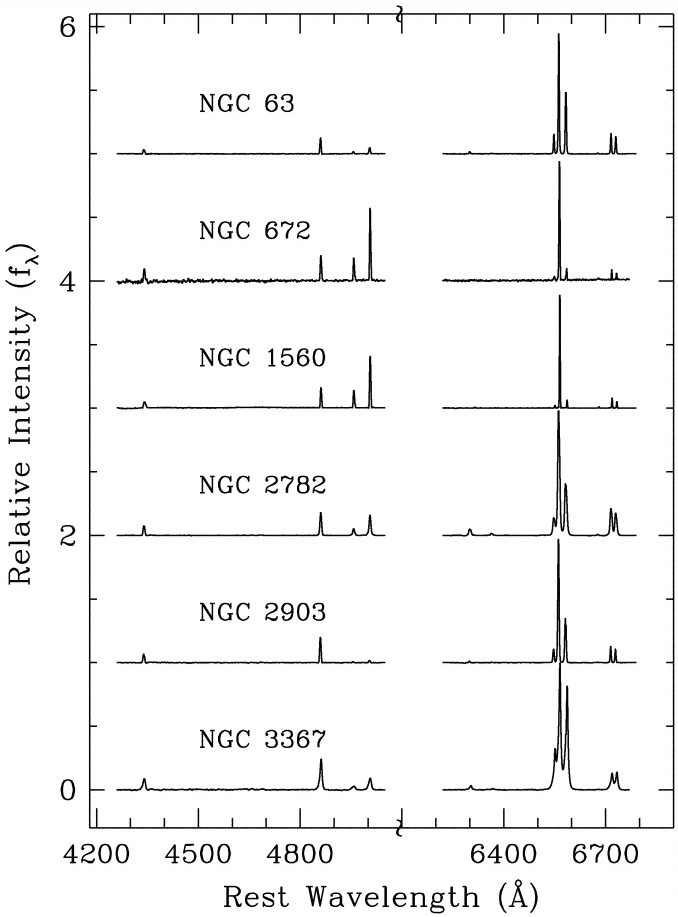 6
NGC 63
NGC 672
4
NGC 1560
NGC 2782
2
NGC 2903
NGC 3367
0
4200 4500 4800 6400 6700
Rest Wavelength (Å)
Relative Intensity (fλ)